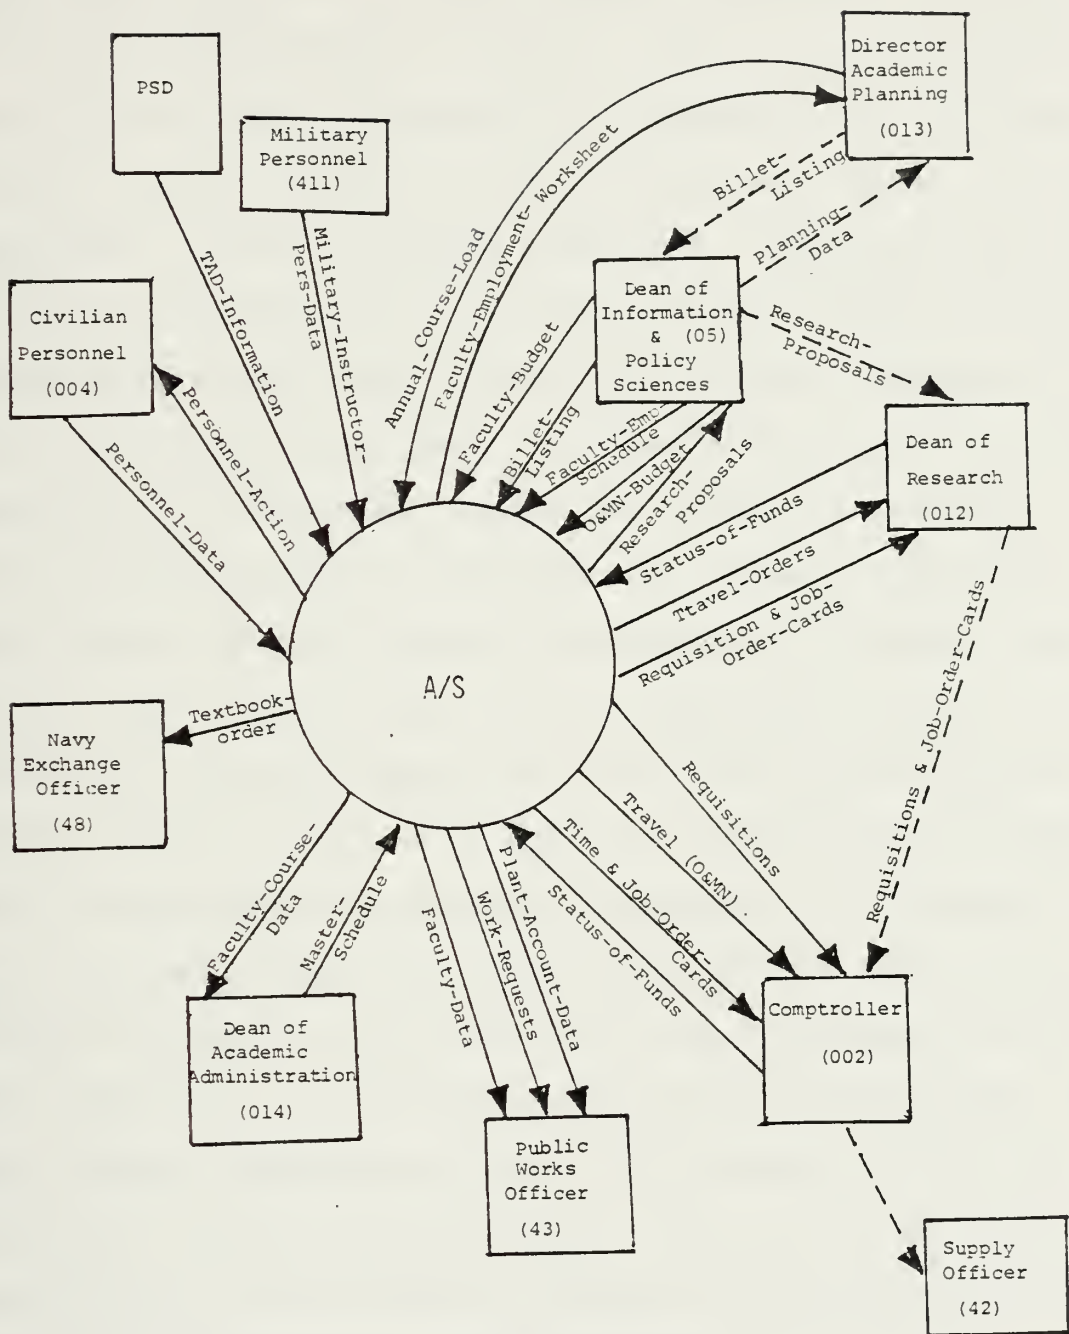 PSD
Military
Personnel
(411)
Director
Academic
Planning
(013)
Civilian
Personnel
(004)
Dean of
Information
& (05)
Policy
Sciences
Dean of
Research
(012)
Navy
Exchange
Officer
(48)
A/S
Dean of
Academic
Administration
(014)
Public
Works
Officer
(43)
Comptroller
(002)
Supply
Officer
(42)
TAD-Information
Military-Instructor-
Pers-Data
Annual-Course-Load
Faculty-Employment-Worksheet
Billet-
Listing
Planning-
Data
Research-
Proposals
Faculty-Budget
Billet-
Listing
Faculty-Emp-
Schedule
O&MN-Budget
Research-
Proposals
Status-of-Funds
Ttavel-Orders
Requisition & Job-
Order-Cards
Requisitions & Job-Order-Cards
Personnel-Action
Personnel-Data
Textbook-
order
Faculty-Course-
Data
Master-
Schedule
Faculty-Data
Work-Requests
Plant-Account-Data
Requisitions
Travel (O&MN)
Time & Job-Order-
Cards
Status-of-Funds